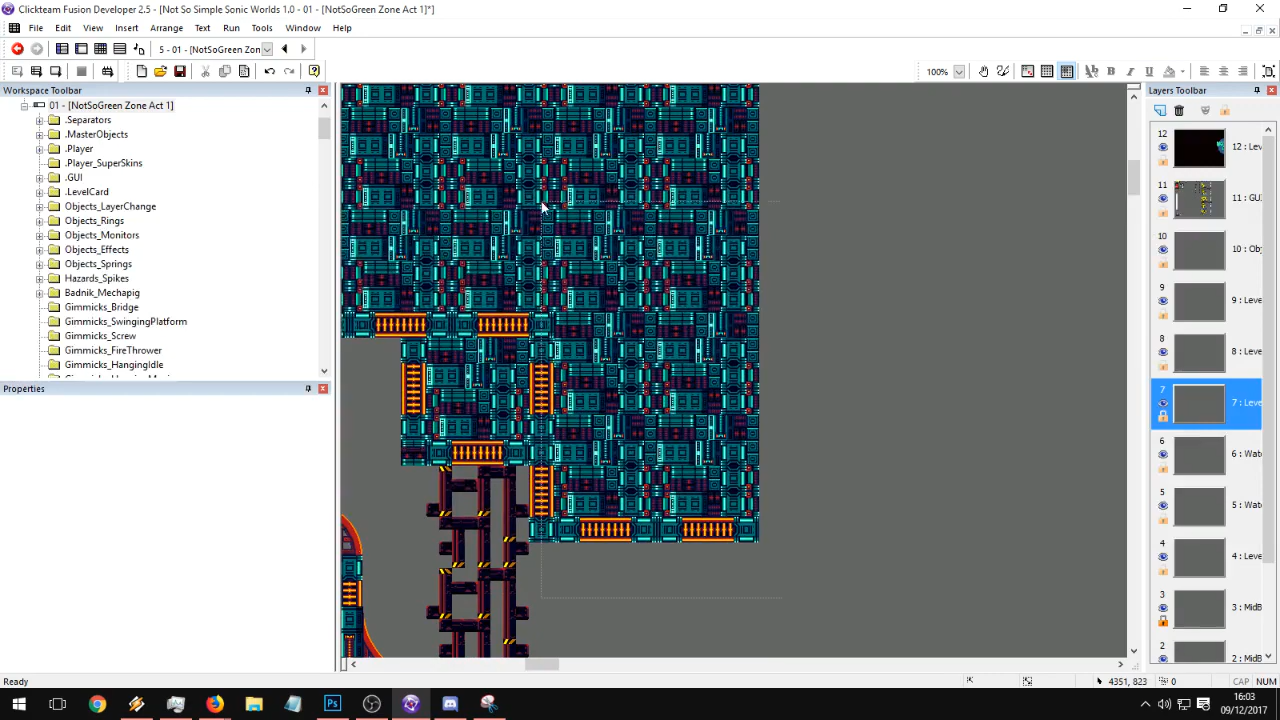 Clickteam Fusion Developer 2.5 - [Not So Simple Sonic Worlds 1.0 - 01 - [NotSoGreen Zone Act 1]*]
File Edit View Insert Arrange Text Run Tools Window Help
5 - 01 - [NotSoGreen Zon
100%
B I U
Workspace Toolbar
01 - [NotSoGreen Zone Act 1]
.Separators
.MasterObjects
.Player
.Player_SuperSkins
.GUI
.LevelCard
Objects_LayerChange
Objects_Rings
Objects_Monitors
Objects_Effects
Objects_Springs
Hazards_Spikes
Badnik_Mechapig
Gimmicks_Bridge
Gimmicks_SwingingPlatform
Gimmicks_Screw
Gimmicks_FireThrower
Gimmicks_HangingIdle
Properties
Layers Toolbar
12 12 : Lev
11 11 : GU
10 10 : Obj
9 9 : Leve
8 8 : Leve
7 7 : Leve
6 6 : Wat
5 5 : Wat
4 4 : Leve
3 3 : MidB
2 2 : MidB
Ready
4351, 823 0 CAP NUM
Ps
16:03
09/12/2017